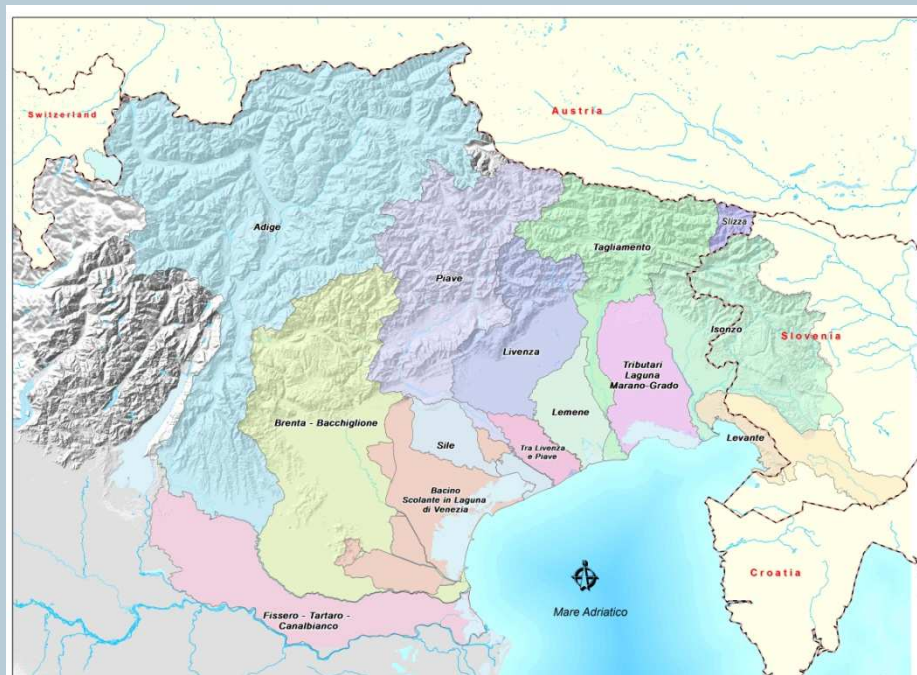 Switzerland
Austria
Adige
Slizza
Tagliamento
Piave
Isonzo
Slovenia
Livenza
Tributari
Laguna
Marano-Grado
Lemene
Brenta - Bacchiglione
Sile
Tra Livenza
e Piave
Levante
Bacino
Scolante in Laguna
di Venezia
Croatia
Mare Adriatico
Fissero - Tartaro -
Canalbianco